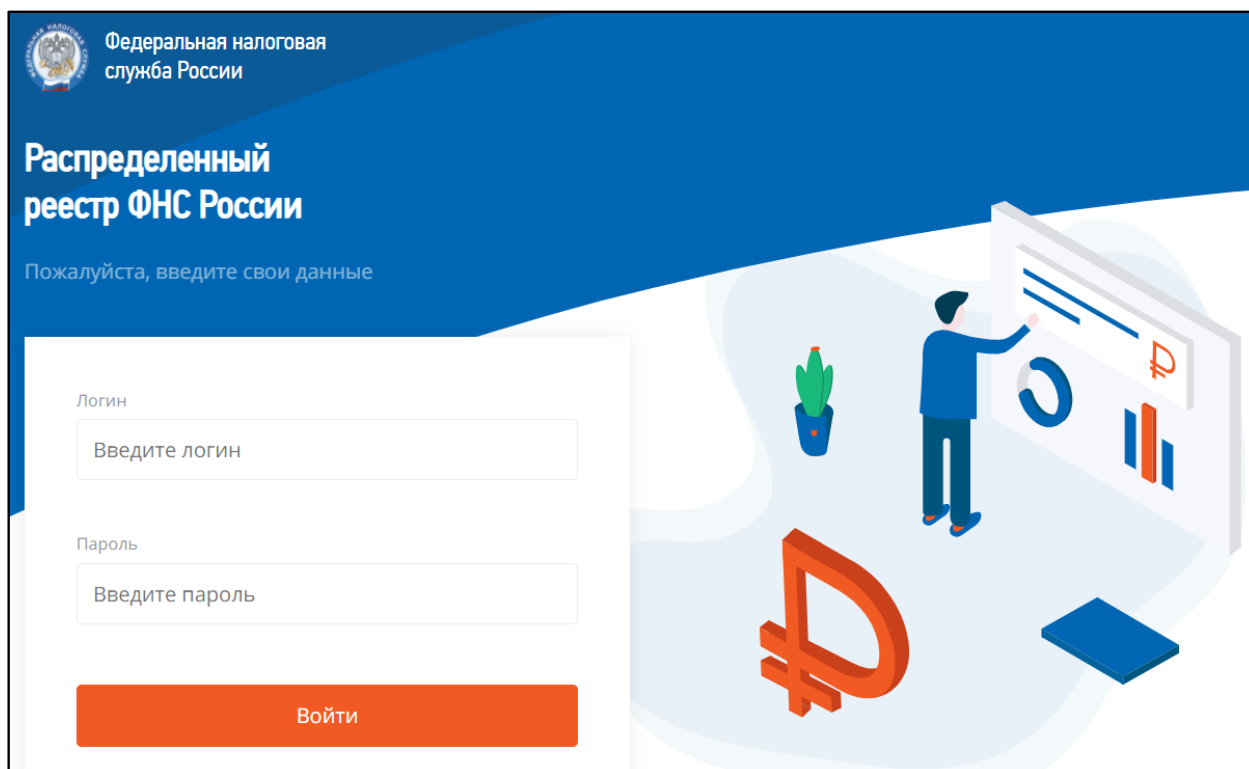 Федеральная налоговая
служба России
Распределенный
реестр ФНС России
Пожалуйста, введите свои данные
Логин
Введите логин
Пароль
Введите пароль
Войти